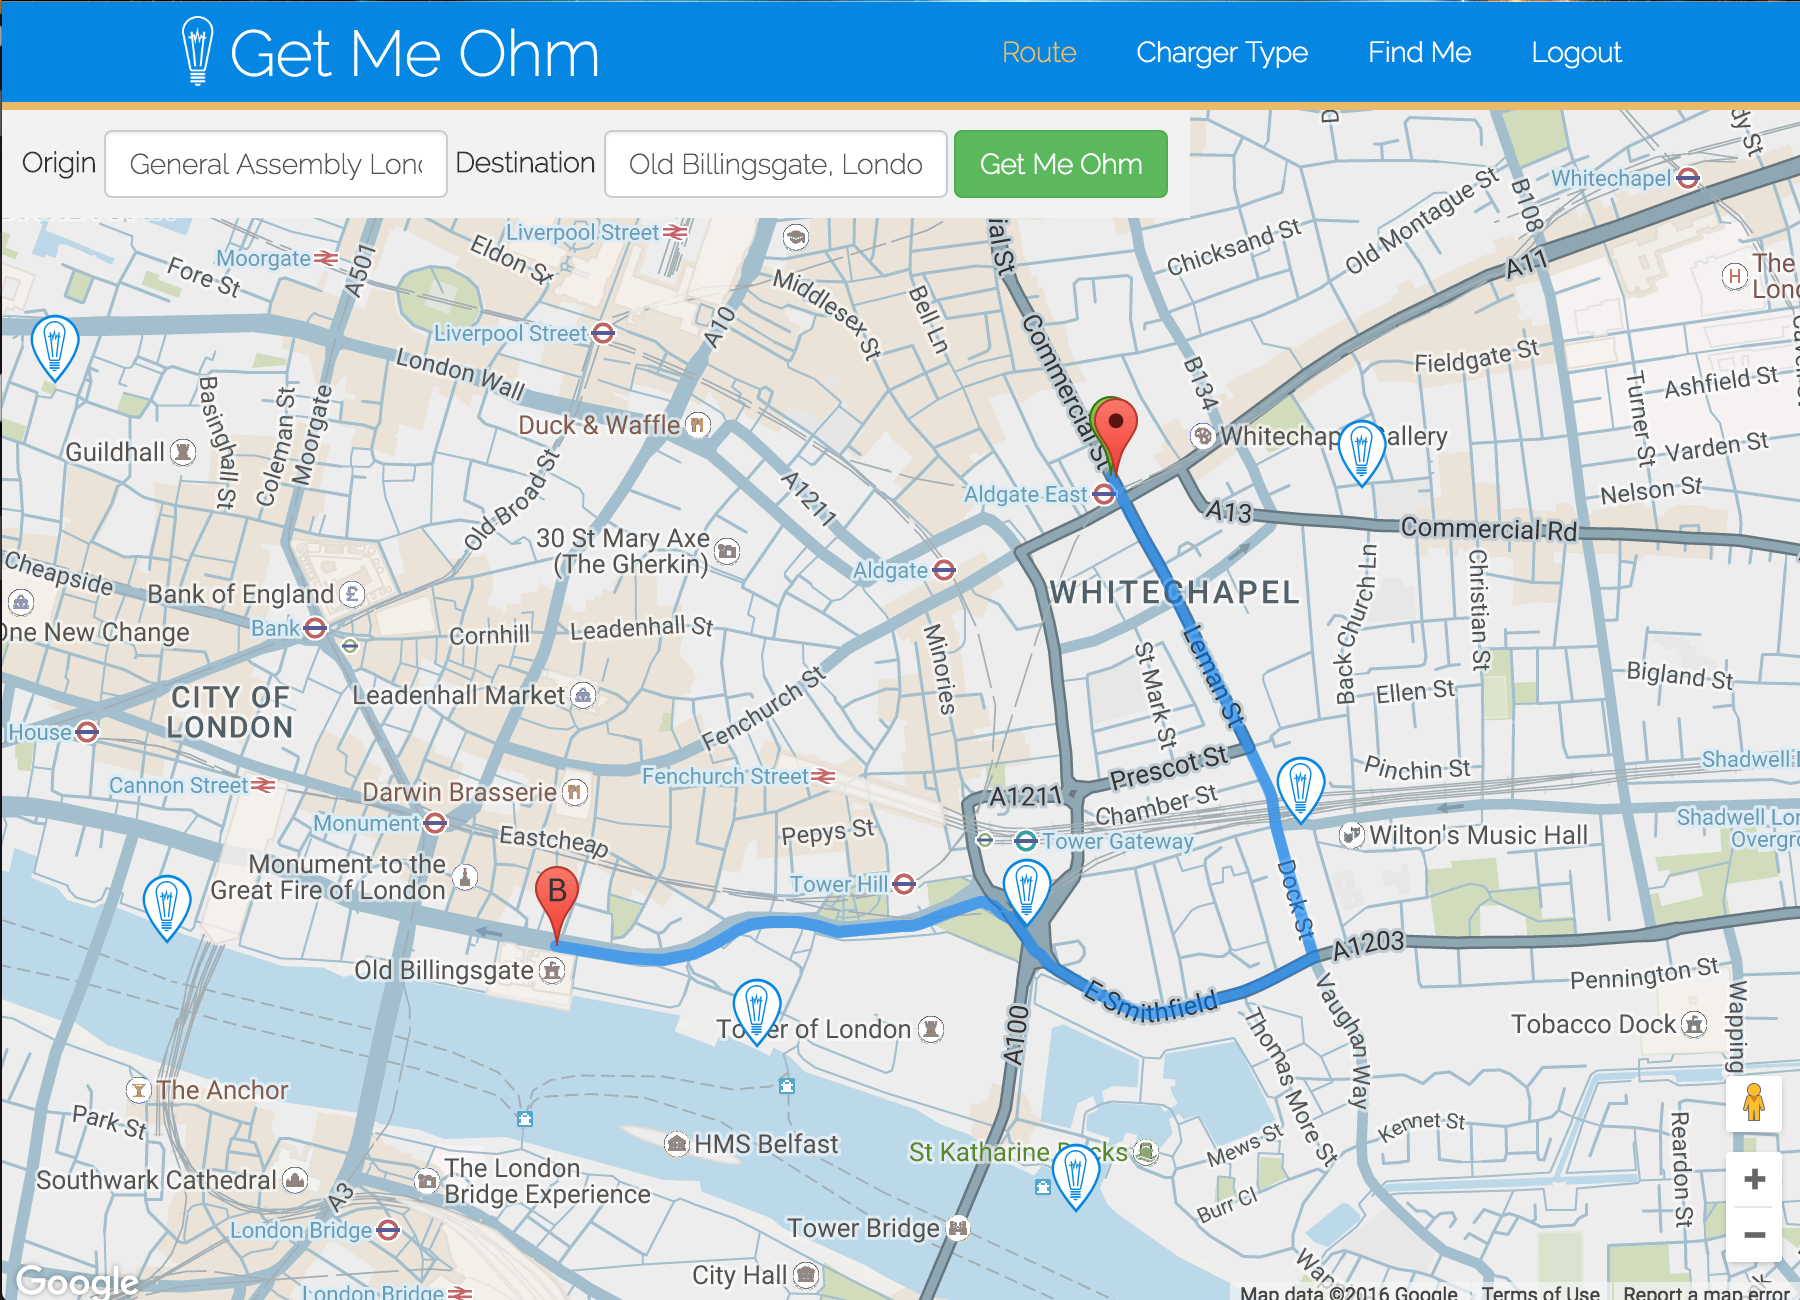 Get Me Ohm
Route
Charger Type
Find Me
Logout
Origin
General Assembly Lon
Destination
Old Billingsgate, Londo
Get Me Ohm
Whitechapel
B108
Old Montague St
Chicksand St
A11
The
Lon
Liverpool Street
Moorgate
A501
Eldon St
Fore St
Middlesex St
Bell Ln
Commercial St
ial St
B134
Fieldgate St
Ashfield St
Turner St
Varden St
Nelson St
Liverpool Street
A10
London Wall
Basinghall St
Coleman St
Moorgate
Guildhall
Duck & Waffle
Old Broad St
A1211
Whitechap Gallery
Aldgate East
A13
Commercial Rd
30 St Mary Axe
(The Gherkin)
Aldgate
WHITECHAPEL
Cheapside
Bank of England
One New Change
Bank
Cornhill
Leadenhall St
Minories
St Mark St
Leman St
Back Church Ln
Christian St
Ellen St
Bigland St
CITY OF
LONDON
Leadenhall Market
Fenchurch St
House
Cannon Street
Fenchurch Street
Prescot St
Pinchin St
Shadwell
Darwin Brasserie
A1211
Chamber St
Monument
Eastcheap
Pepys St
Tower Gateway
Wilton's Music Hall
Shadwell Lon
Overgro
Monument to the
Great Fire of London
Tower Hill
Dock St
B
A1203
Old Billingsgate
E Smithfield
Pennington St
Vaughan Way
Wapping
Tobacco Dock
Tower of London
A100
Thomas More St
The Anchor
Park St
HMS Belfast
St Katharine Docks
Mews St
Kennet St
Reardon St
Southwark Cathedral
The London
Bridge Experience
A3
Burr Cl
London Bridge
Tower Bridge
City Hall
London Bridge
Google
Map data ©2016 Google
Terms of Use
Report a map error